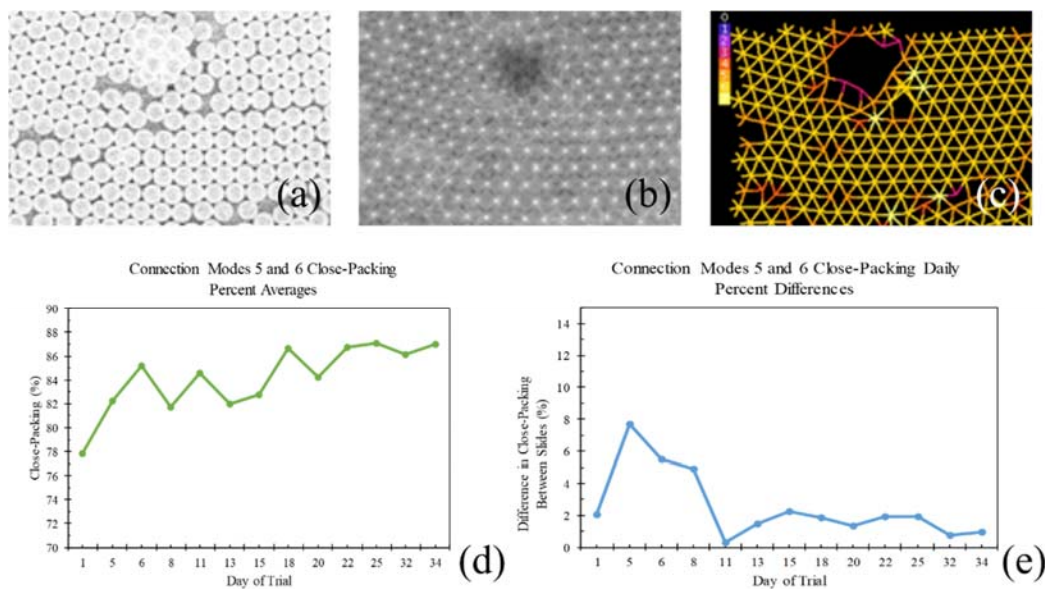 (a)
(b)
0
1
2
3
(c)
Connection Modes 5 and 6 Close-Packing
Percent Averages
90
88
86
84
82
80
78
76
74
72
70
Close-Packing (%)
1 5 6 8 11 13 15 18 20 22 25 32 34
Day of Trial
(d)
Connection Modes 5 and 6 Close-Packing Daily
Percent Differences
14
12
10
8
6
4
2
0
Difference in Close-Packing
Between Slides (%)
1 5 6 8 11 13 15 18 20 22 25 32 34
Day of Trial
(e)